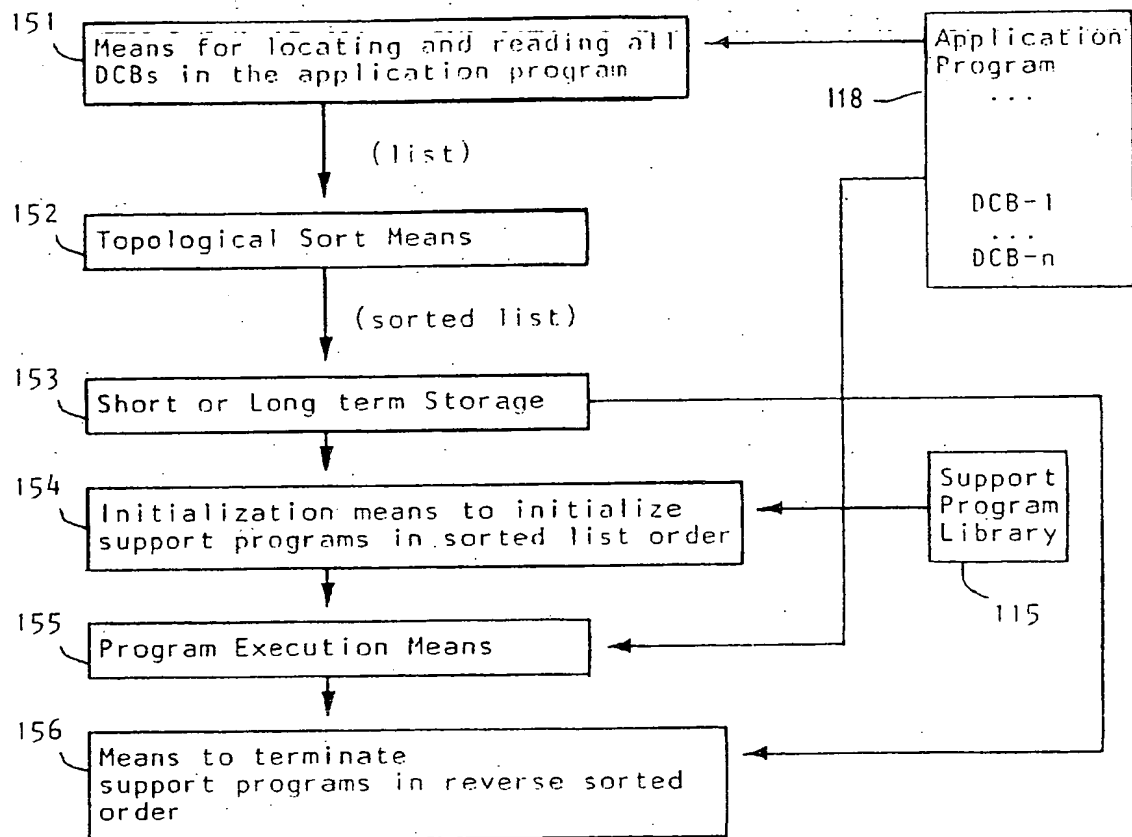 151
Means for locating and reading all
DCBs in the application program
Application
Program
...
118
(list)
DCB-1
...
DCB-n
152
Topological Sort Means
(sorted list)
153
Short or Long term Storage
154
Initialization means to initialize
support programs in sorted list order
Support
Program
Library
115
155
Program Execution Means
156
Means to terminate
support programs in reverse sorted
order